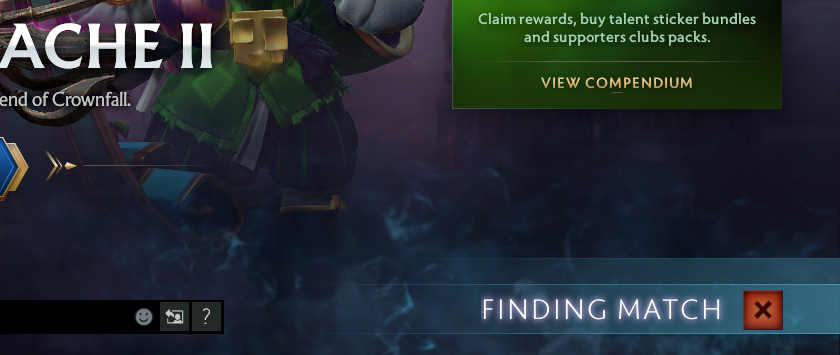 Claim rewards, buy talent sticker bundles
and supporters clubs packs.
VIEW COMPENDIUM
ACHE II
end of Crownfall.
?
FINDING MATCH